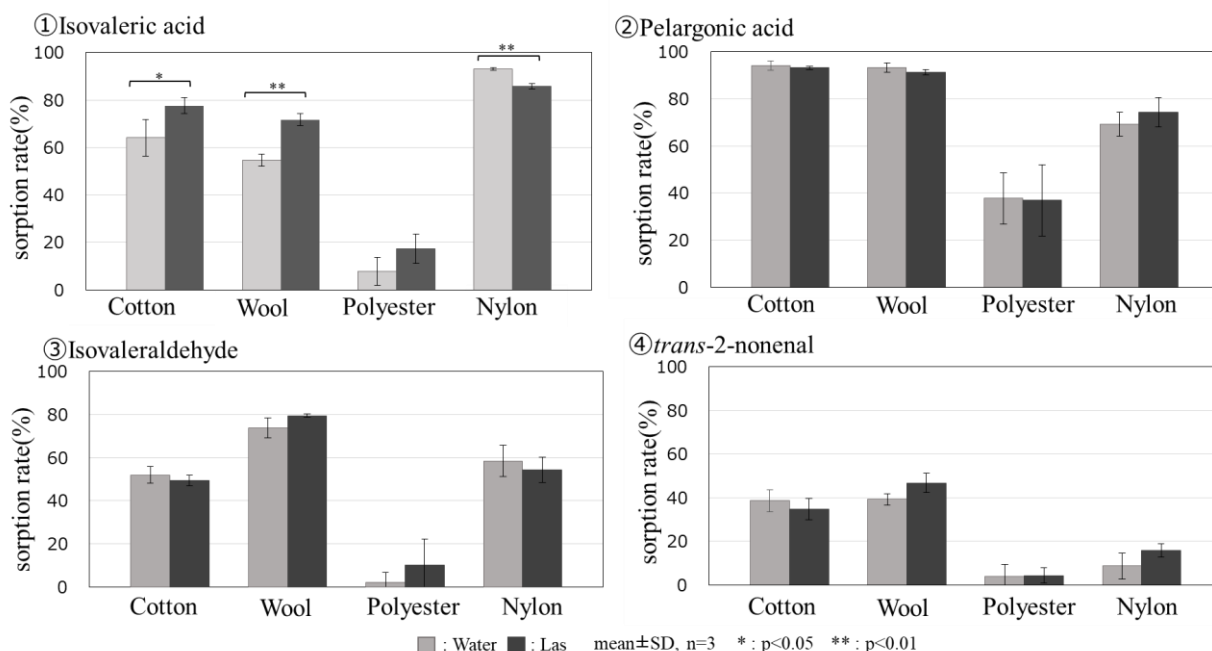 ①Isovaleric acid
100
80
60
40
20
0
sorption rate(%)
*
**
**
Cotton Wool Polyester Nylon
②Pelargonic acid
100
80
60
40
20
0
sorption rate(%)
Cotton Wool Polyester Nylon
③Isovaleraldehyde
100
80
60
40
20
0
sorption rate(%)
Cotton Wool Polyester Nylon
④trans-2-nonenal
100
80
60
40
20
0
sorption rate(%)
Cotton Wool Polyester Nylon
: Water : Las mean±SD, n=3 * : p<0.05 ** : p<0.01